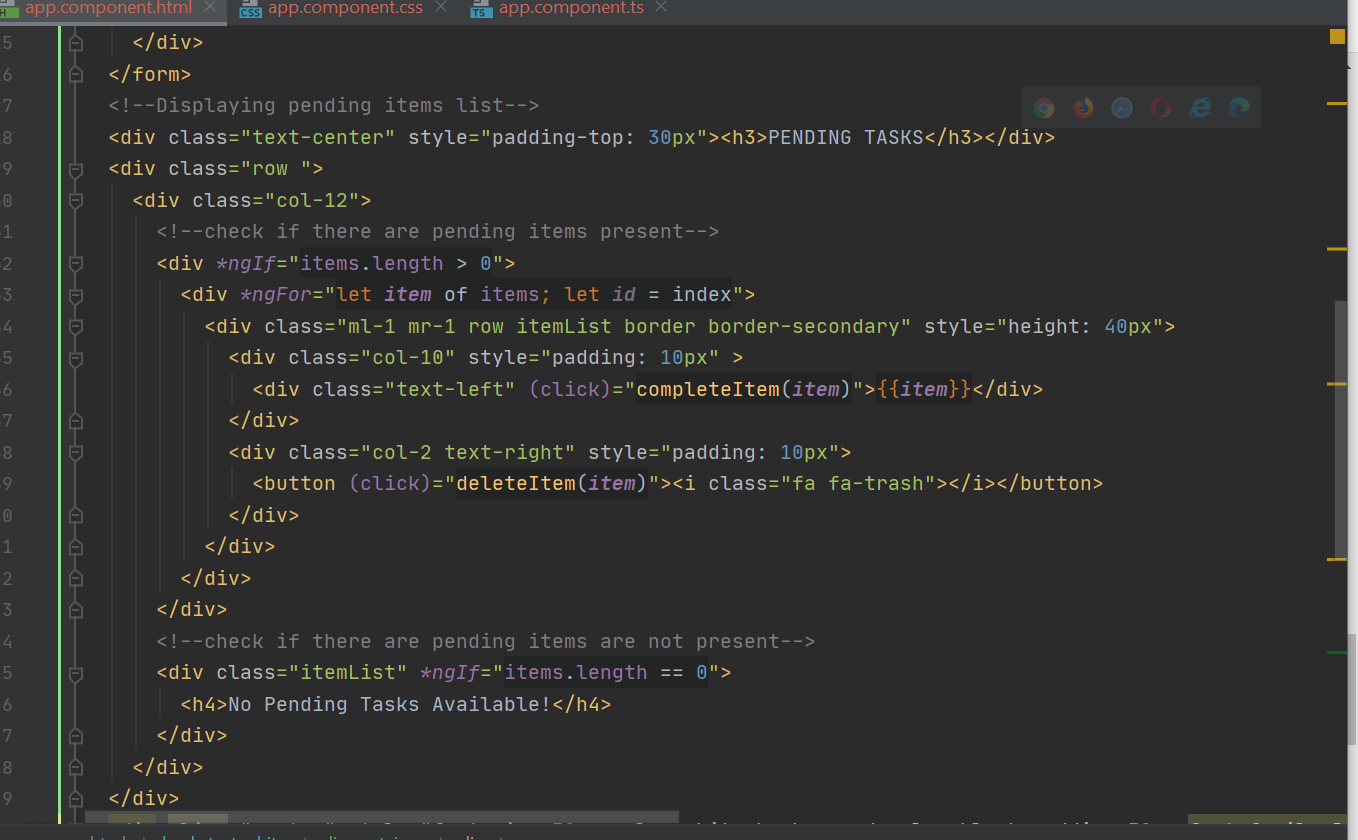 app.component.html app.component.css app.component.ts
5 </div>
6 </form>
7 <!--Displaying pending items list-->
8 <div class="text-center" style="padding-top: 30px"><h3>PENDING TASKS</h3></div>
9 <div class="row ">
0 <div class="col-12">
1 <!--check if there are pending items present-->
2 <div *ngIf="items.length > 0">
3 <div *ngFor="let item of items; let id = index">
4 <div class="ml-1 mr-1 row itemList border border-secondary" style="height: 40px">
5 <div class="col-10" style="padding: 10px" >
6 <div class="text-left" (click)="completeItem(item)">{{item}}</div>
7 </div>
8 <div class="col-2 text-right" style="padding: 10px">
9 <button (click)="deleteItem(item)"><i class="fa fa-trash"></i></button>
0 </div>
1 </div>
2 </div>
3 </div>
4 <!--check if there are pending items are not present-->
5 <div class="itemList" *ngIf="items.length == 0">
6 <h4>No Pending Tasks Available!</h4>
7 </div>
8 </div>
9 </div>